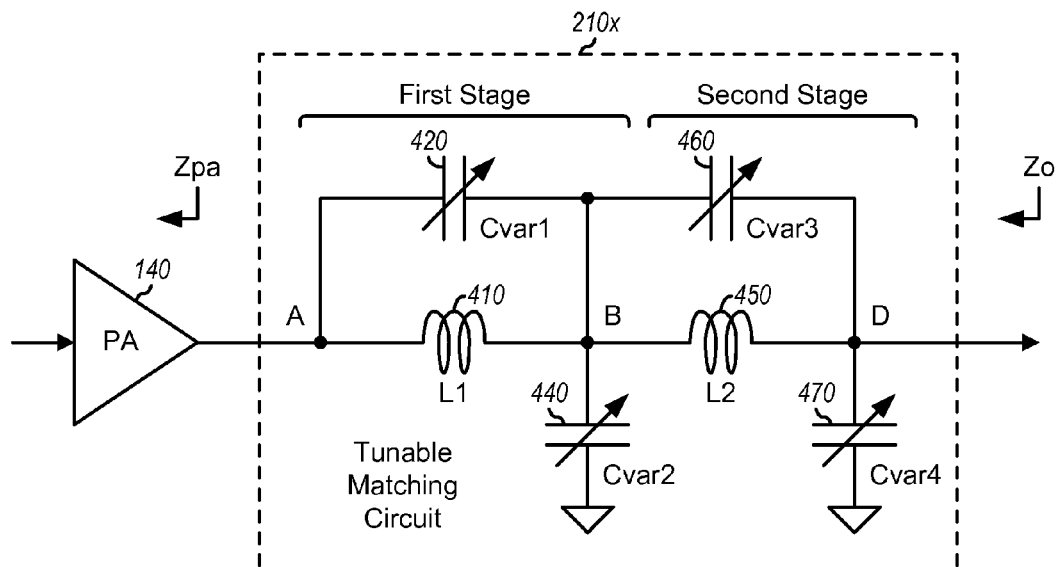 210x
First Stage
Second Stage
420
460
Zpa
Zo
Cvar1
Cvar3
140
410
450
PA
A
B
D
L1
L2
440
470
Tunable
Matching
Circuit
Cvar2
Cvar4